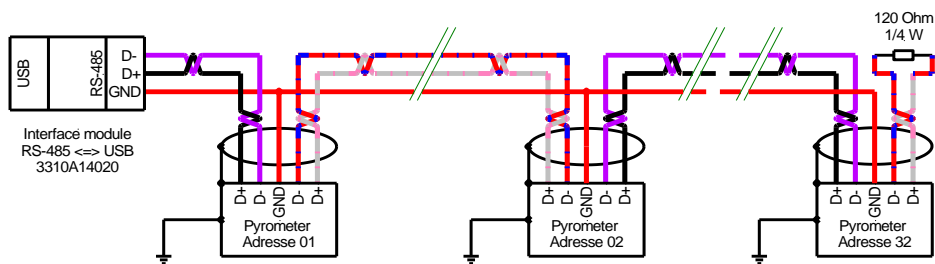 USB
RS-485
D-
D+
GND
Interface module
RS-485 <=> USB
3310A14020
120 Ohm
1/4 W
D+
D-
GND
D-
D+
Pyrometer
Adresse 01
D+
D-
GND
D-
D+
Pyrometer
Adresse 02
D+
D-
GND
D-
D+
Pyrometer
Adresse 32